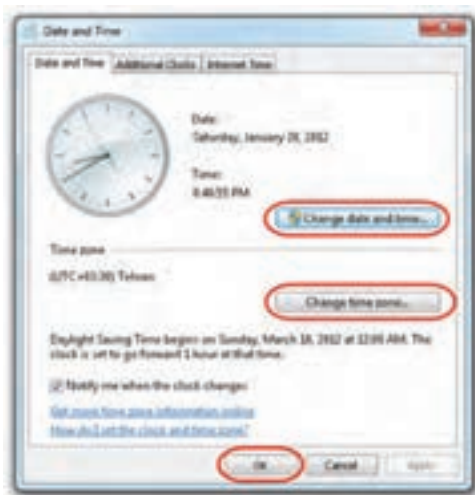 Date and Time
Date and Time Additional Clocks Internet Time
Date:
Saturday, January 28, 2012
Time:
8:40:55 PM
Change date and time...
Time zone
(UTC+03:30) Tehran
Change time zone...
Daylight Saving Time begins on Sunday, March 18, 2012 at 12:00 AM. The
clock is set to go forward 1 hour at that time.
Notify me when the clock changes
Get more time zone information online
How do I set the clock and time zone?
OK Cancel Apply